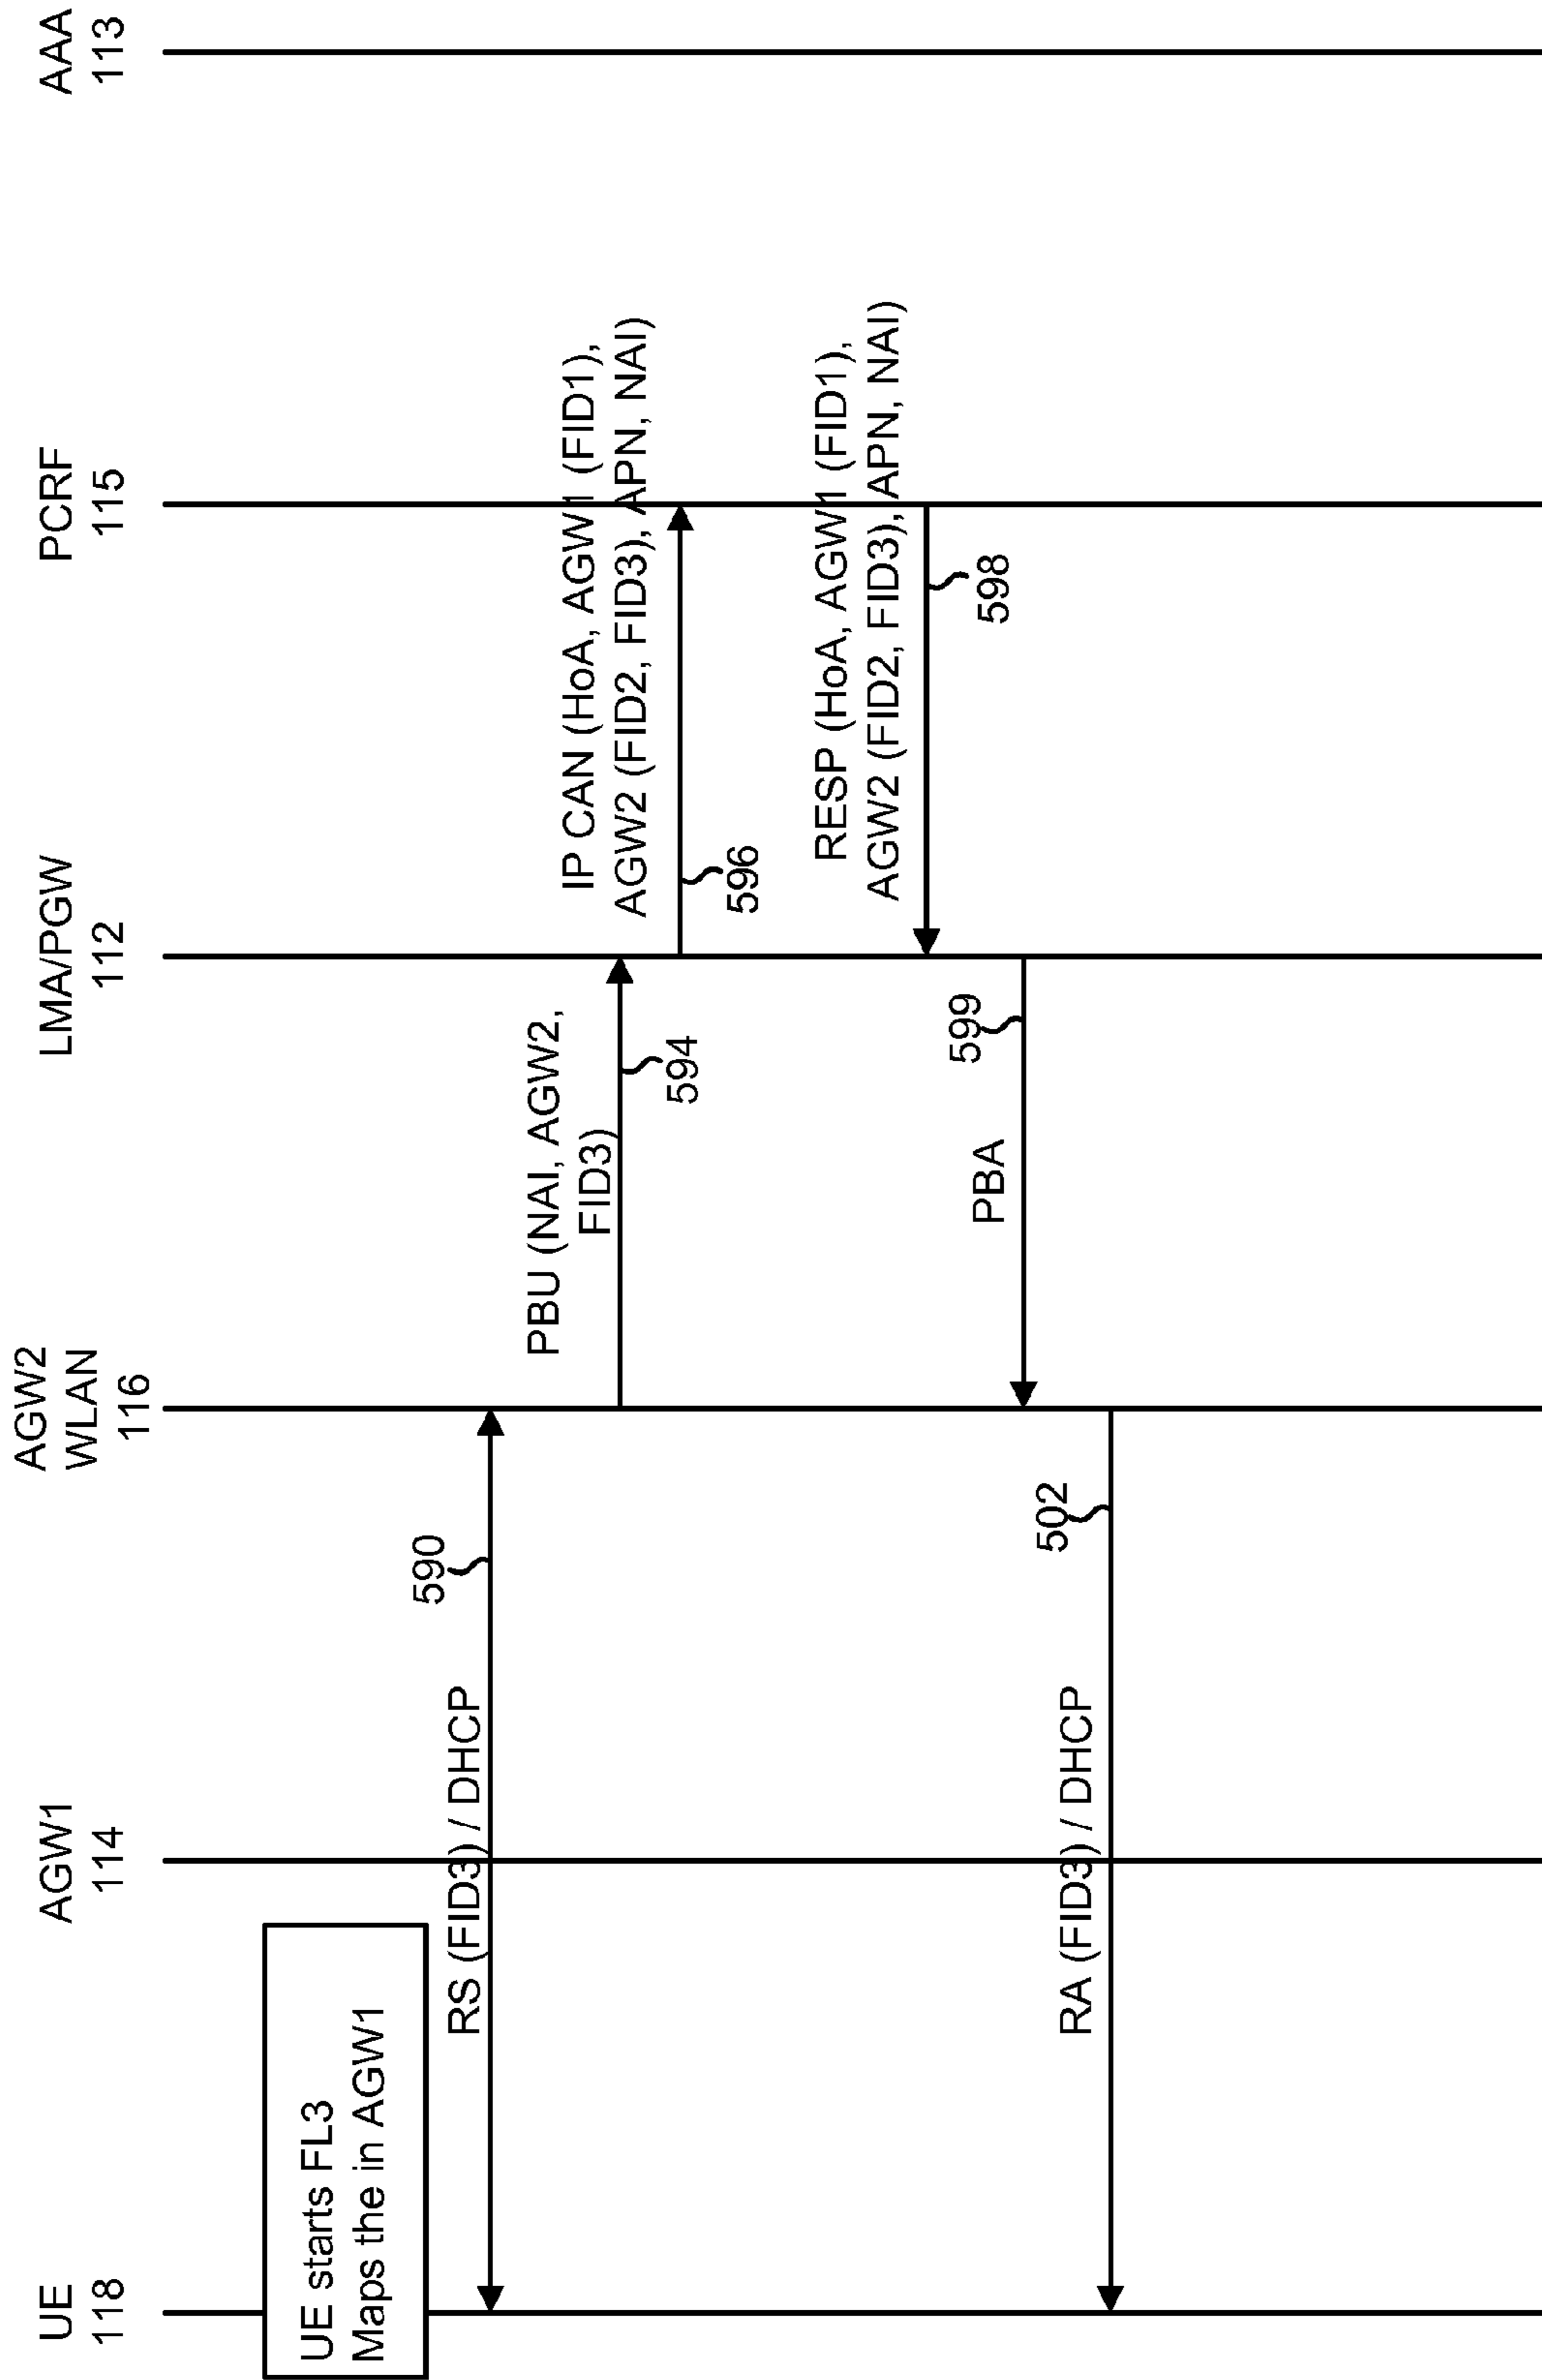 UE
118
AGW1
114
AGW2
WLAN
116
LMA/PGW
112
PCRF
115
AAA
113
UE starts FL3
Maps the in AGW1
RS (FID3) / DHCP
590
PBU (NAI, AGW2,
FID3)
594
IP CAN (HoA, AGW1 (FID1),
AGW2 (FID2, FID3), APN, NAI)
596
RESP (HoA, AGW1 (FID1),
AGW2 (FID2, FID3), APN, NAI)
598
599
PBA
502
RA (FID3) / DHCP